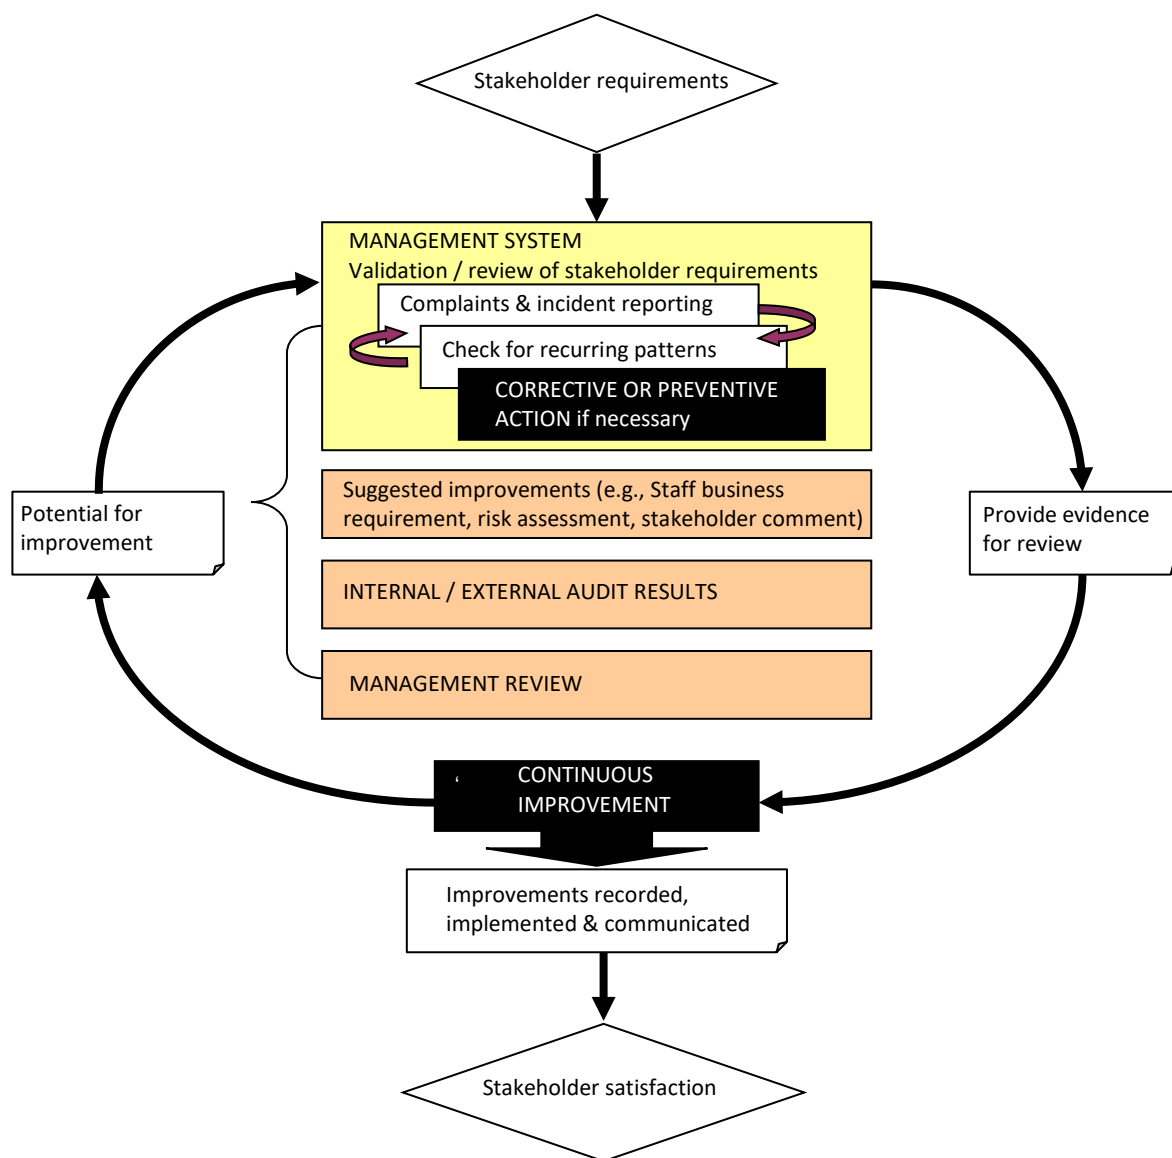 Stakeholder requirements
MANAGEMENT SYSTEM
Validation / review of stakeholder requirements
Complaints & incident reporting
Check for recurring patterns
CORRECTIVE OR PREVENTIVE
ACTION if necessary
Suggested improvements (e.g., Staff business
requirement, risk assessment, stakeholder comment)
Potential for
improvement
Provide evidence
for review
INTERNAL / EXTERNAL AUDIT RESULTS
MANAGEMENT REVIEW
‘ CONTINUOUS
IMPROVEMENT
Improvements recorded,
implemented & communicated
Stakeholder satisfaction